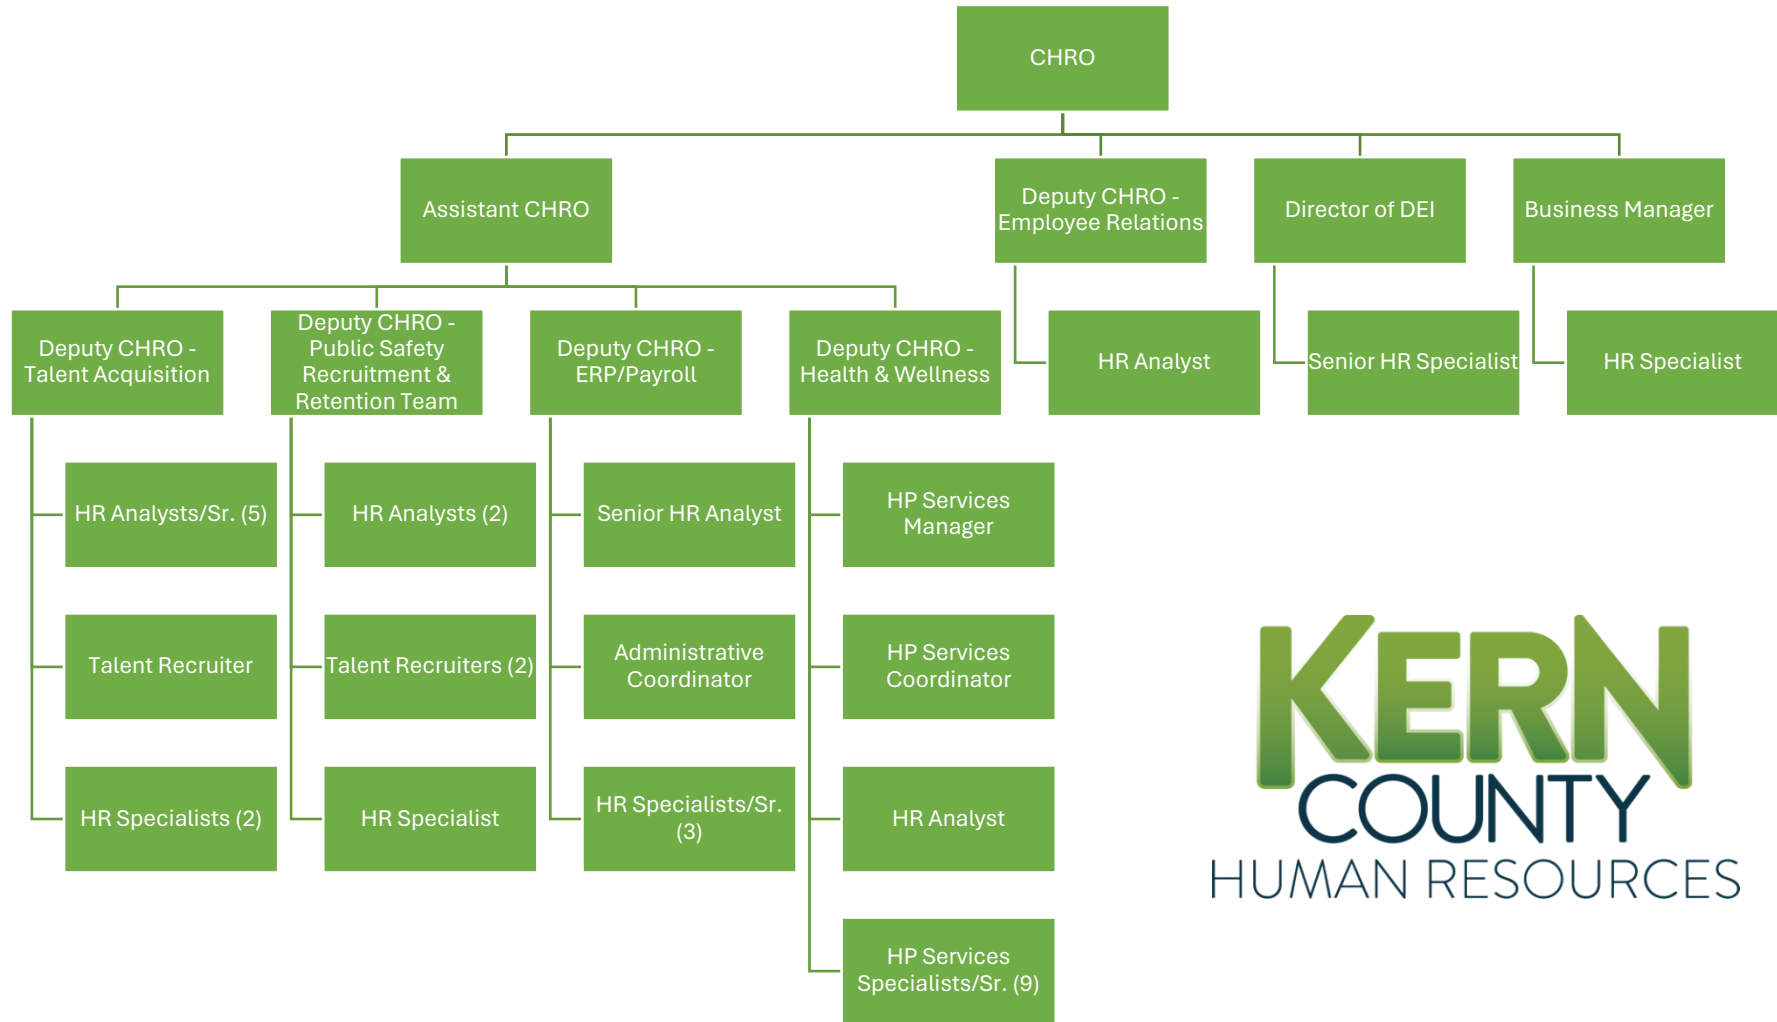 CHRO
Assistant CHRO
Deputy CHRO -
Employee Relations
Director of DEI
Business Manager
Deputy CHRO -
Talent Acquisition
Deputy CHRO -
Public Safety
Recruitment &
Retention Team
Deputy CHRO -
ERP/Payroll
Deputy CHRO -
Health & Wellness
HR Analyst
Senior HR Specialist
HR Specialist
HR Analysts/Sr. (5)
HR Analysts (2)
Senior HR Analyst
HP Services
Manager
Talent Recruiter
Talent Recruiters (2)
Administrative
Coordinator
HP Services
Coordinator
HR Specialists (2)
HR Specialist
HR Specialists/Sr.
(3)
HR Analyst
HP Services
Specialists/Sr. (9)
KERN
COUNTY
HUMAN RESOURCES